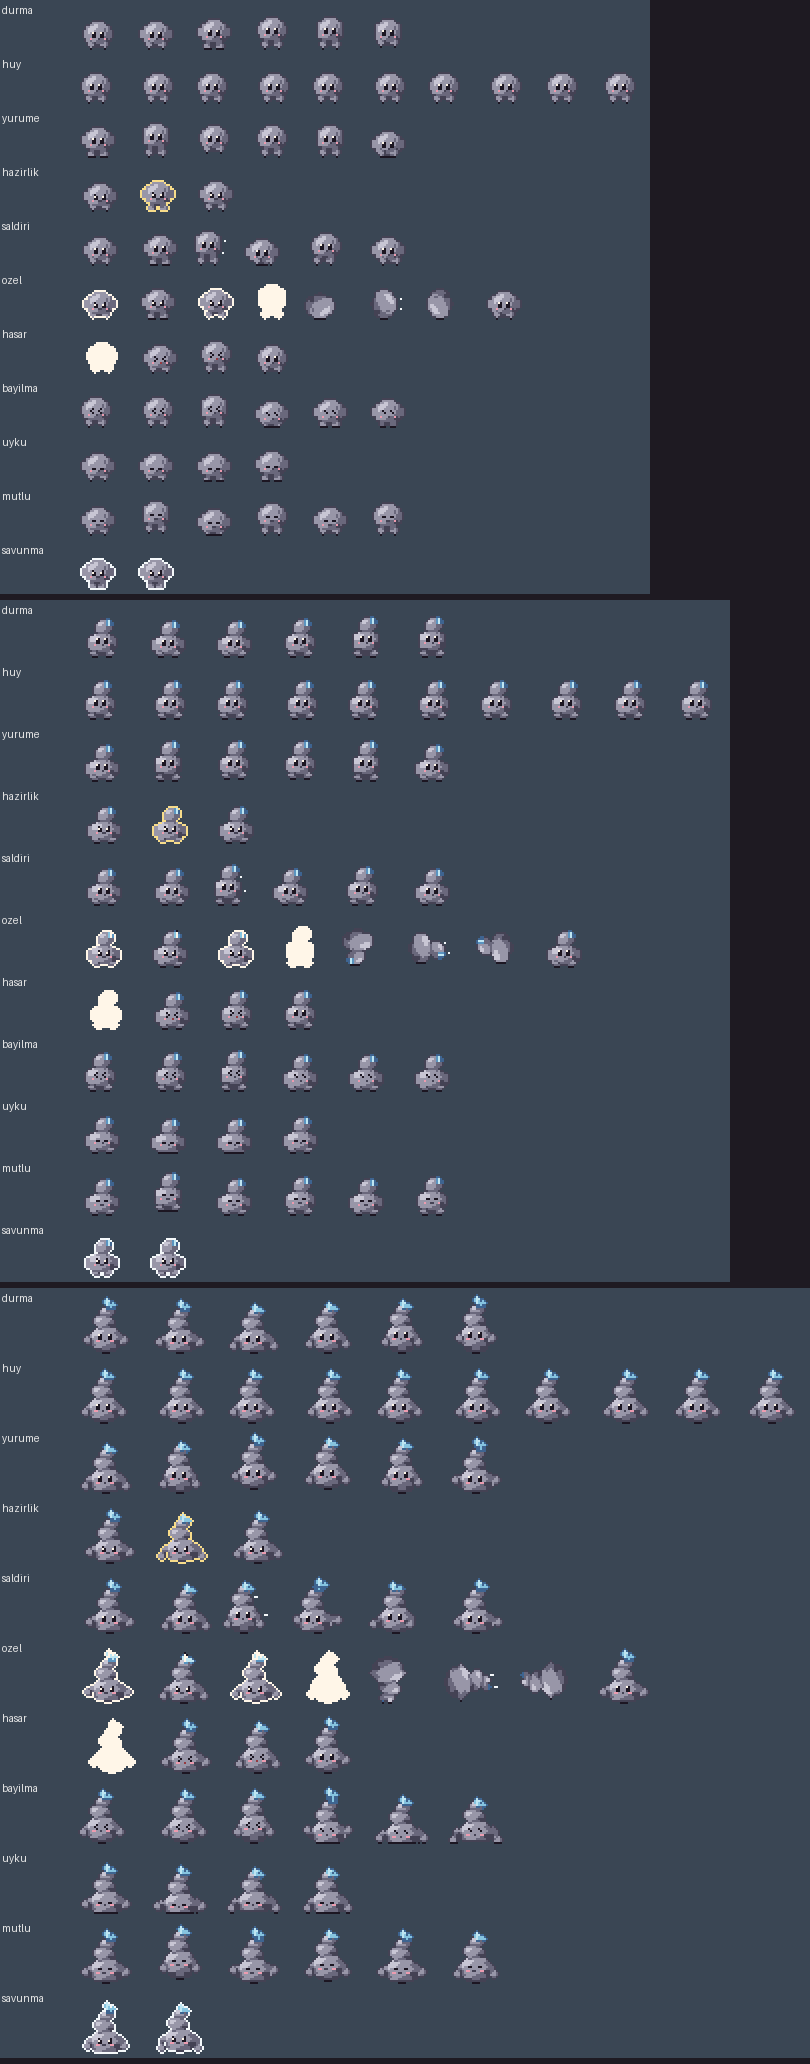 durma
huy
yurume
hazirlik
saldiri
ozel
hasar
bayilma
uyku
mutlu
savunma
durma
huy
yurume
hazirlik
saldiri
ozel
hasar
bayilma
uyku
mutlu
savunma
durma
huy
yurume
hazirlik
saldiri
ozel
hasar
bayilma
uyku
mutlu
savunma